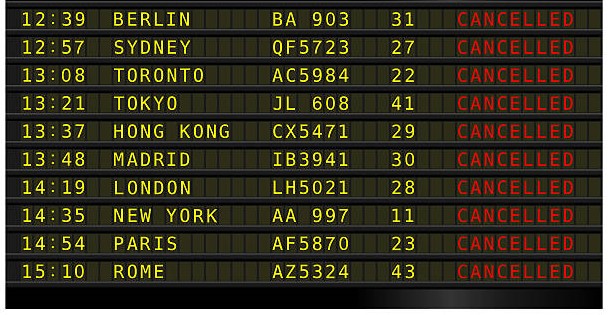 12:39 BERLIN BA 903 31 CANCELLED
12:57 SYDNEY QF5723 27 CANCELLED
13:08 TORONTO AC5984 22 CANCELLED
13:21 TOKYO JL 608 41 CANCELLED
13:37 HONG KONG CX5471 29 CANCELLED
13:48 MADRID IB3941 30 CANCELLED
14:19 LONDON LH5021 28 CANCELLED
14:35 NEW YORK AA 997 11 CANCELLED
14:54 PARIS AF5870 23 CANCELLED
15:10 ROME AZ5324 43 CANCELLED